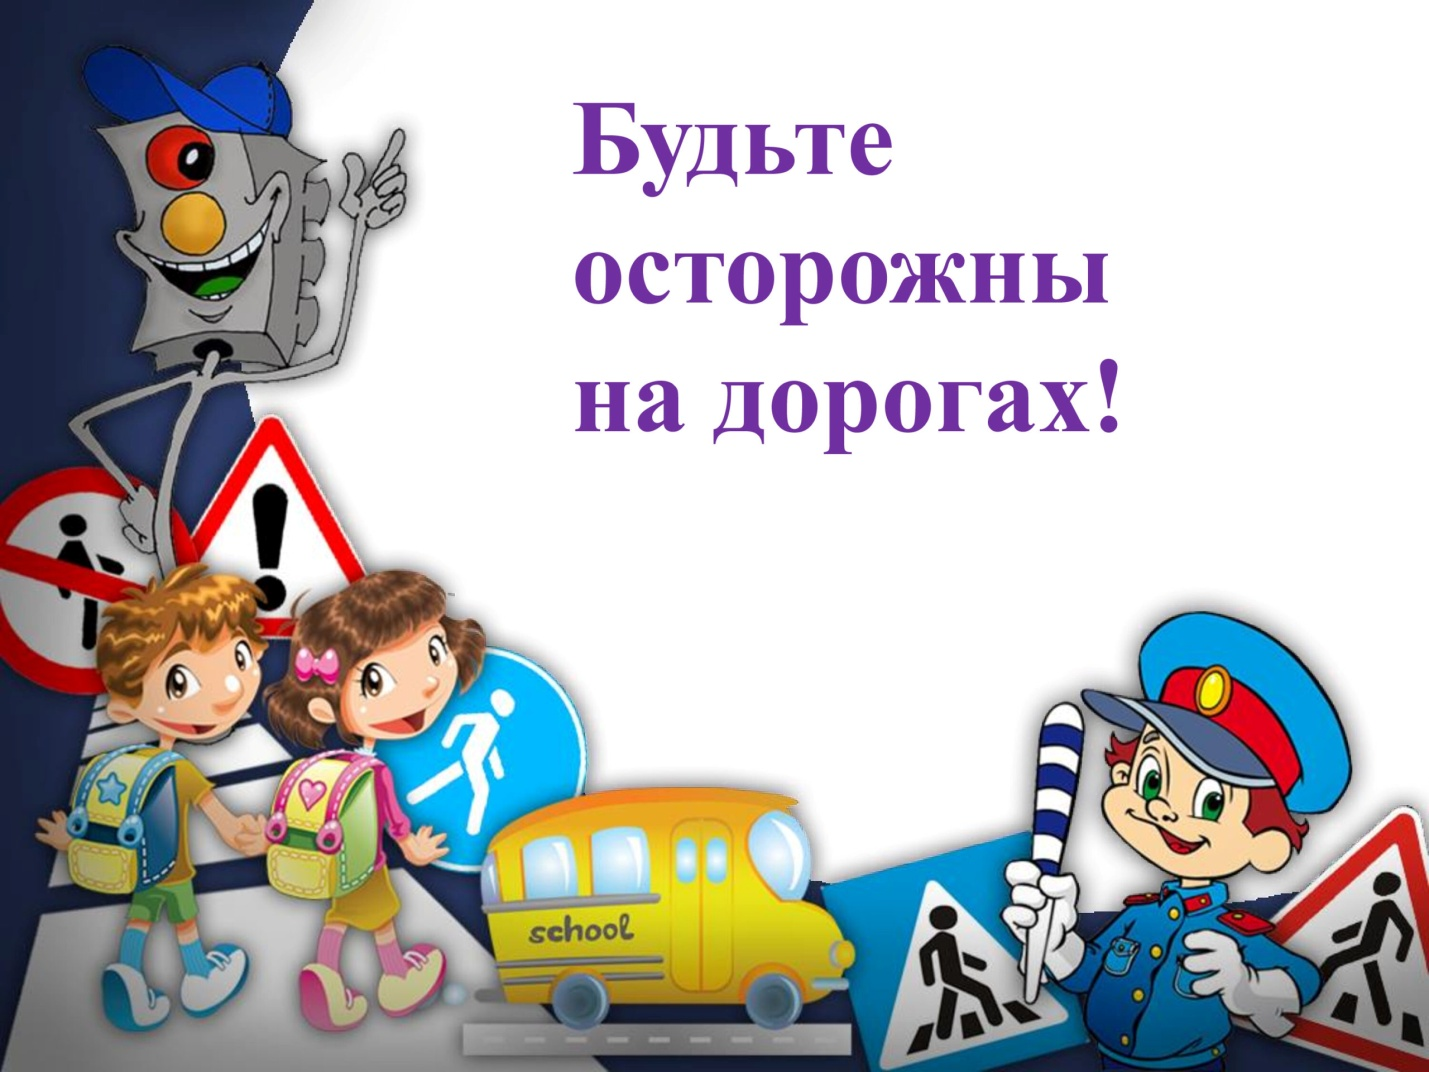 Будьте
осторожны
на дорогах!
school